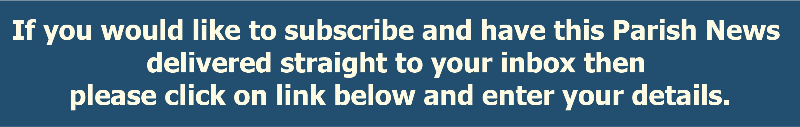 If you would like to subscribe and have this Parish News
delivered straight to your inbox then
please click on link below and enter your details.